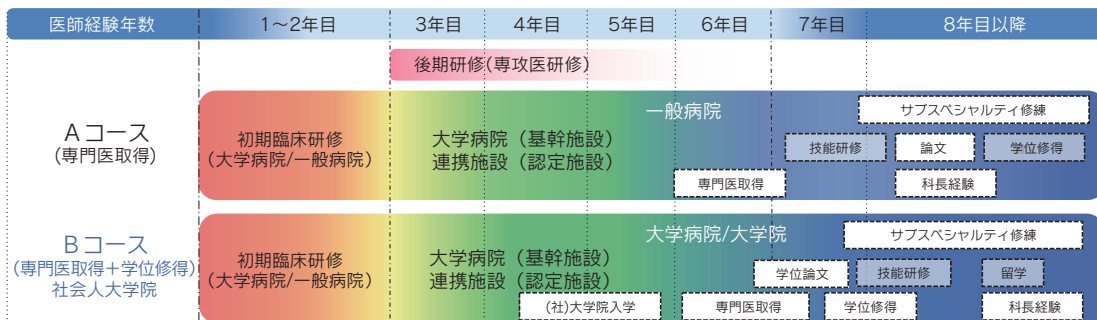 医師経験年数
1～2年目
3年目
4年目
5年目
6年目
7年目
8年目以降
後期研修(専攻医研修)
Aコース
(専門医取得)
初期臨床研修
(大学病院/一般病院)
大学病院（基幹施設）
連携施設（認定施設）
一般病院
サブスペシャルティ修練
技能研修
論文
学位修得
専門医取得
科長経験
Bコース
(専門医取得＋学位修得)
社会人大学院
初期臨床研修
(大学病院/一般病院)
大学病院（基幹施設）
連携施設（認定施設）
大学病院/大学院
サブスペシャルティ修練
学位論文
技能研修
留学
(社)大学院入学
専門医取得
学位修得
科長経験